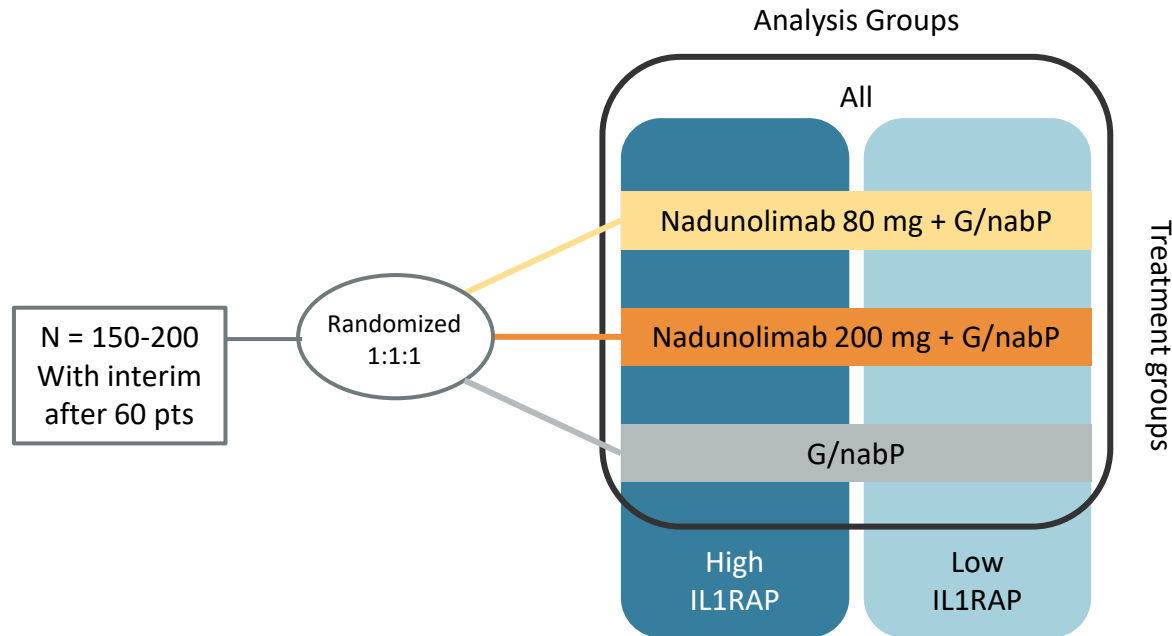 Analysis Groups
All
Nadunolimab 80 mg + G/nabP
Nadunolimab 200 mg + G/nabP
G/nabP
Treatment groups
N = 150-200
With interim
after 60 pts
Randomized
1:1:1
High
IL1RAP
Low
IL1RAP